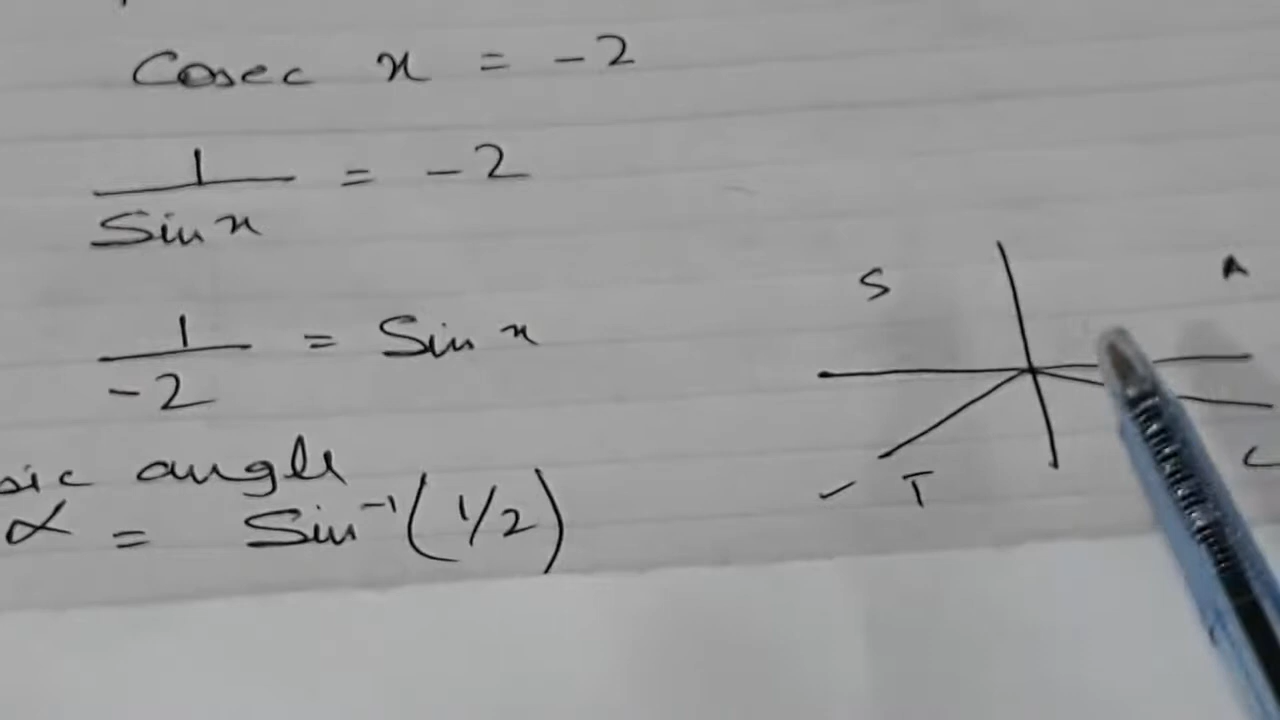 Cosec x = -2
1/Sin x = -2
1/-2 = Sin x
S A
angle
α = Sin⁻¹(1/2)
✓ T C